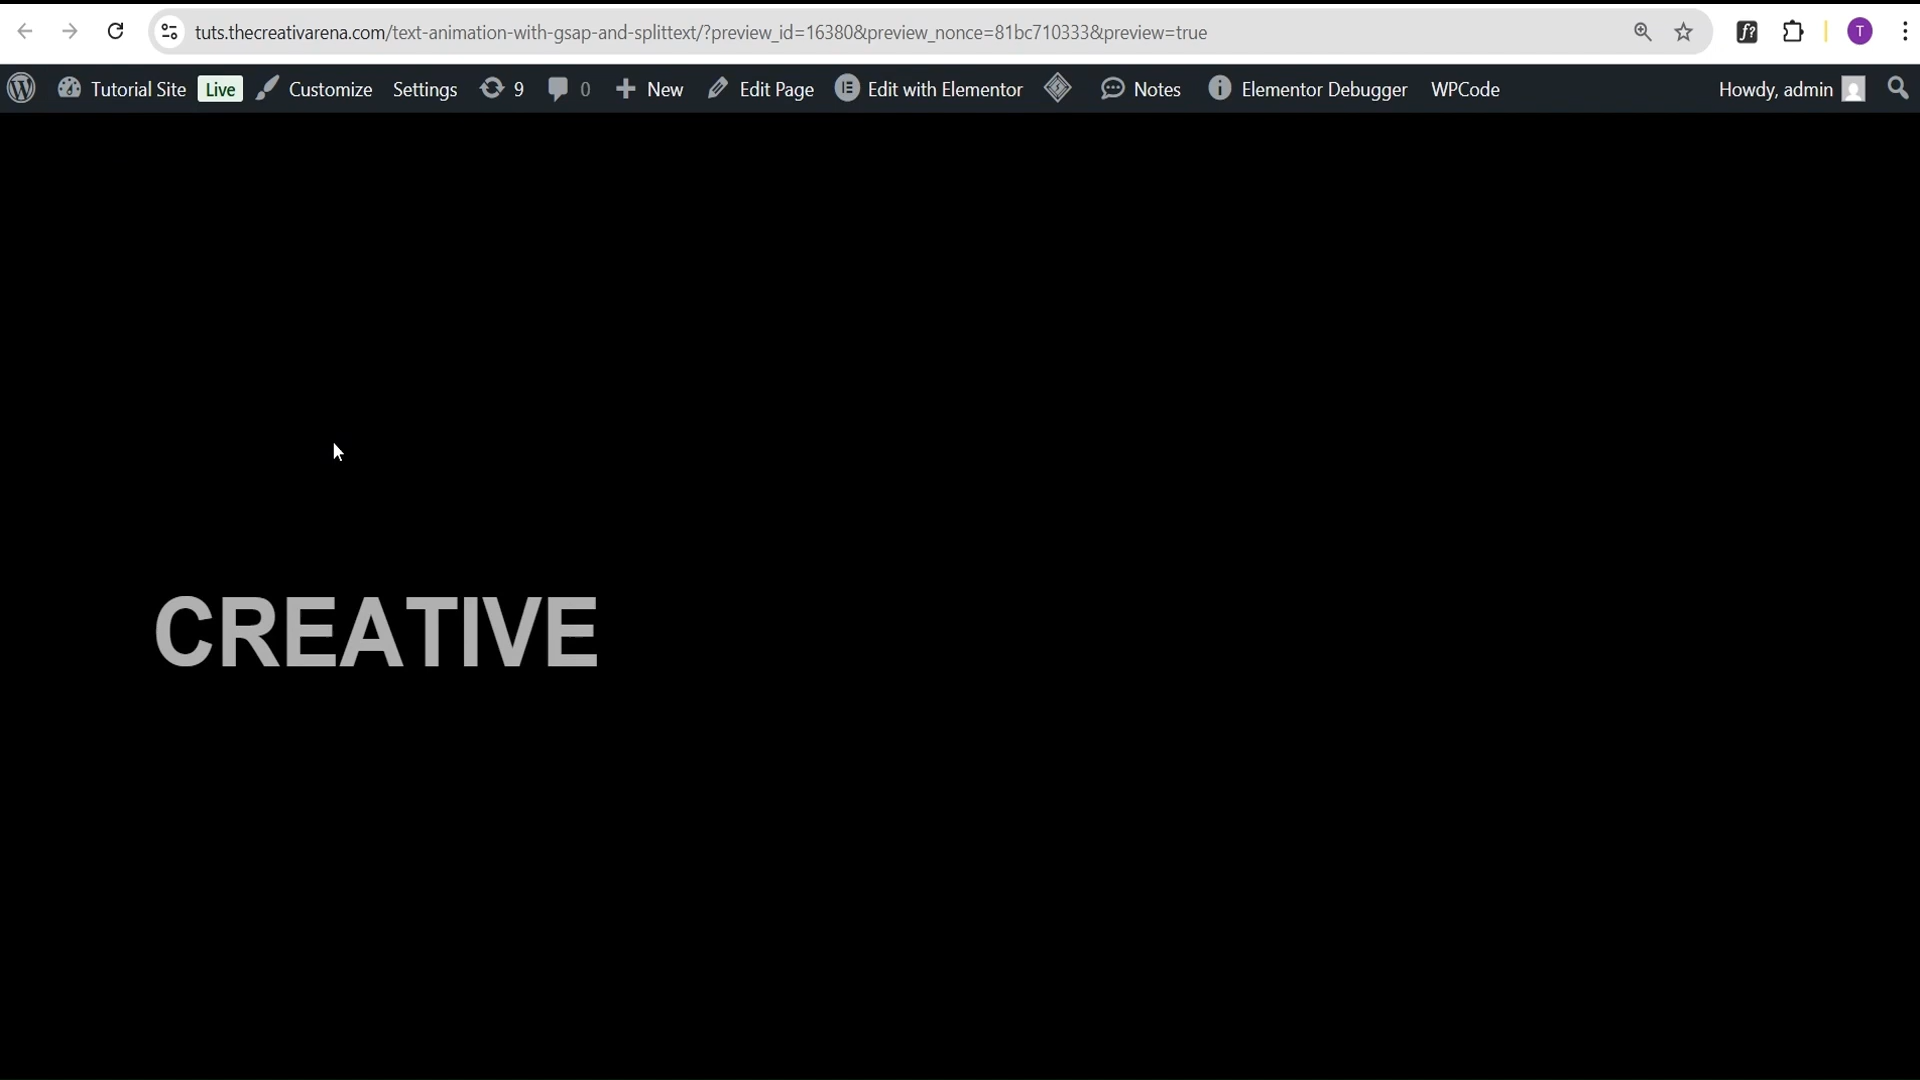 tuts.thecreativarena.com/text-animation-with-gsap-and-splittext/?preview_id=16380&preview_nonce=81bc710333&preview=true f? T
Tutorial Site Live Customize Settings 9 0 New Edit Page Edit with Elementor Notes Elementor Debugger WPCode Howdy, admin
CREATIVE